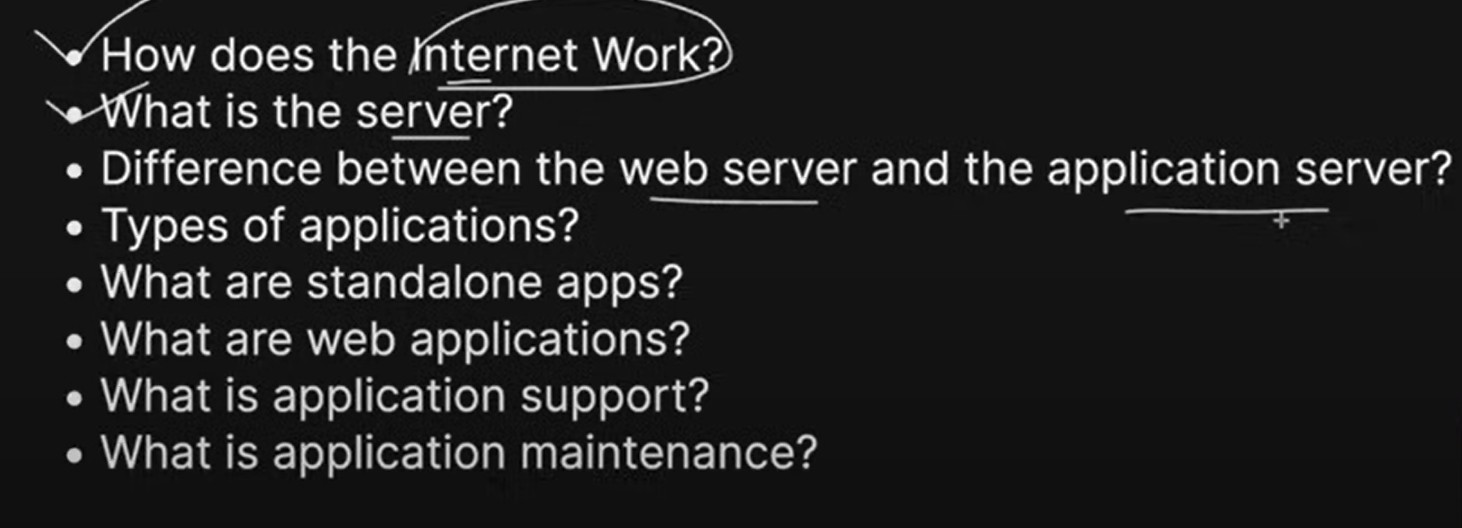 • How does the Internet Work?
• What is the server?
• Difference between the web server and the application server?
• Types of applications?
• What are standalone apps?
• What are web applications?
• What is application support?
• What is application maintenance?